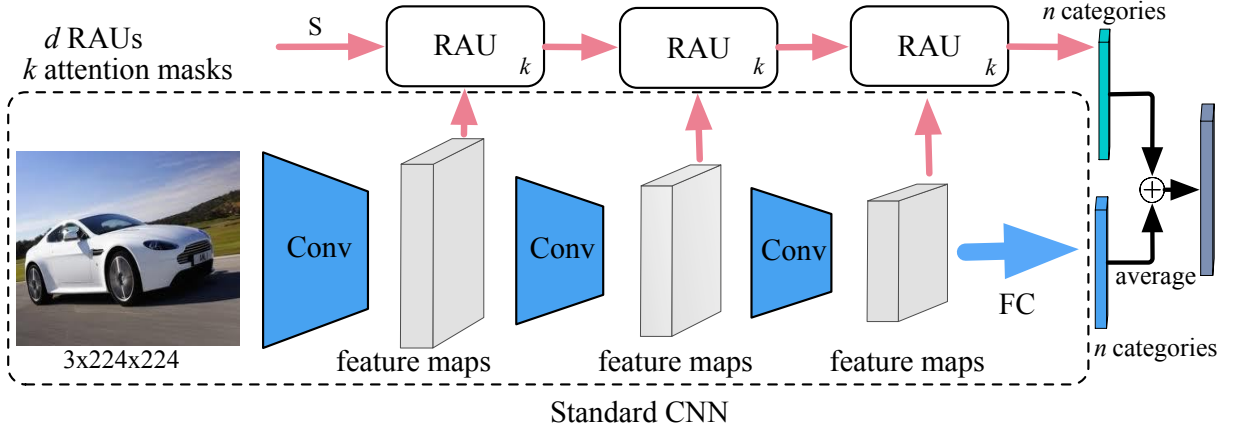 n categories
S
RAU
k
RAU
k
RAU
k
d RAUs
k attention masks
Conv
Conv
Conv
average
FC
3x224x224
feature maps
feature maps
feature maps
n categories
Standard CNN